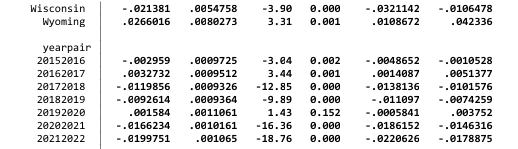 Wisconsin -.021381 .0054758 -3.90 0.000 -.0321142 -.0106478
Wyoming .0266016 .0080273 3.31 0.001 .0108672 .042336
yearpair
20152016 -.002959 .0009725 -3.04 0.002 -.0048652 -.0010528
20162017 .0032732 .0009512 3.44 0.001 .0014087 .0051377
20172018 -.0119856 .0009326 -12.85 0.000 -.0138136 -.0101576
20182019 -.0092614 .0009364 -9.89 0.000 -.011097 -.0074259
20192020 .001584 .0011061 1.43 0.152 -.0005841 .003752
20202021 -.0166234 .0010161 -16.36 0.000 -.0186152 -.0146316
20212022 -.0199751 .001065 -18.76 0.000 -.0220626 -.0178875